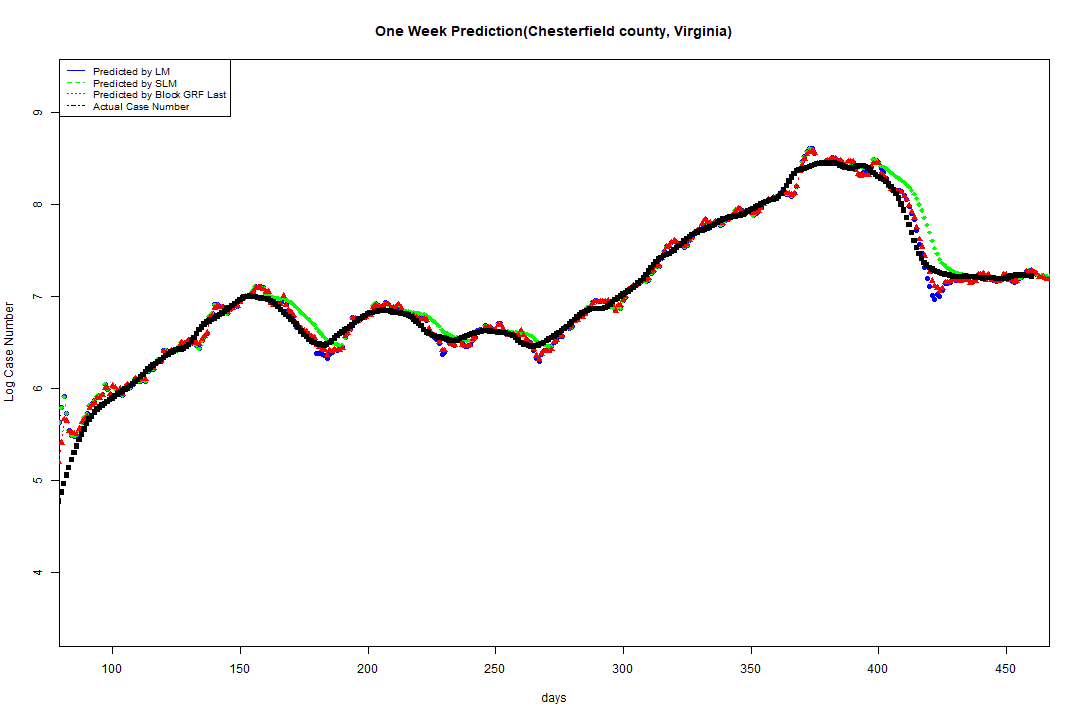 One Week Prediction(Chesterfield county, Virginia)
Predicted by LM
Predicted by SLM
Predicted by Block GRF Last
Actual Case Number
9
8
7
6
5
4
Log Case Number
100 150 200 250 300 350 400 450
days